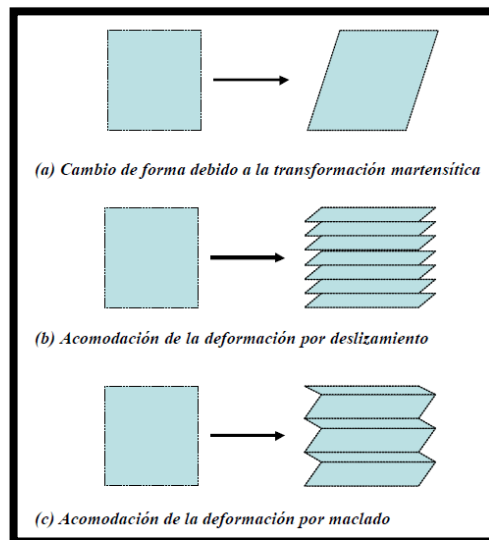 (a) Cambio de forma debido a la transformación martensítica
(b) Acomodación de la deformación por deslizamiento
(c) Acomodación de la deformación por maclado